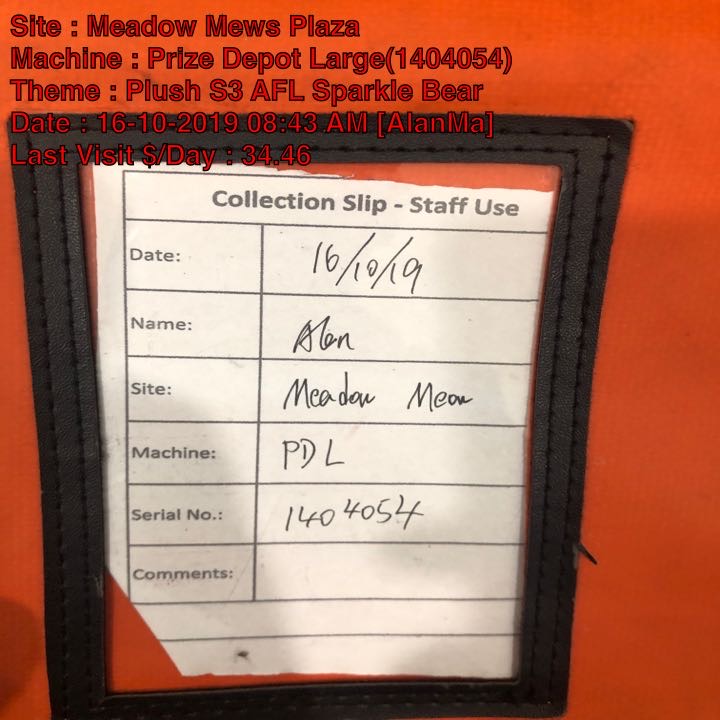 Site : Meadow Mews Plaza
Machine : Prize Depot Large(1404054)
Theme : Plush S3 AFL Sparkle Bear
Date : 16-10-2019 08:43 AM [AlanMa]
Last Visit $/Day : 34.46
Collection Slip - Staff Use
Date: 16/10/19
Name: Alan
Site: Meadow Mews
Machine: PDL
Serial No.: 1404054
Comments: